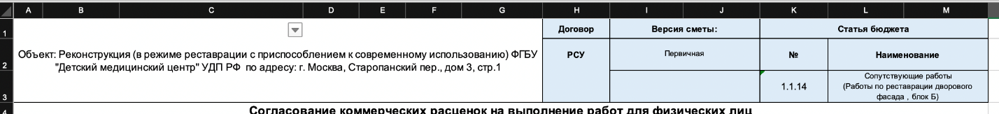 A B C D E F G H I J K L M
1 Договор Версия сметы: Статья бюджета
Объект: Реконструкция (в режиме реставрации с приспособлением к современному использованию) ФГБУ
"Детский медицинский центр" УДП РФ по адресу: г. Москва, Старопанский пер., дом 3, стр.1
2 РСУ Первичная № Наименование
3 1.1.14 Сопутствующие работы
(Работы по реставрации дворового
фасада , блок Б)
4 Согласование коммерческих расценок на выполнение работ для физических лиц